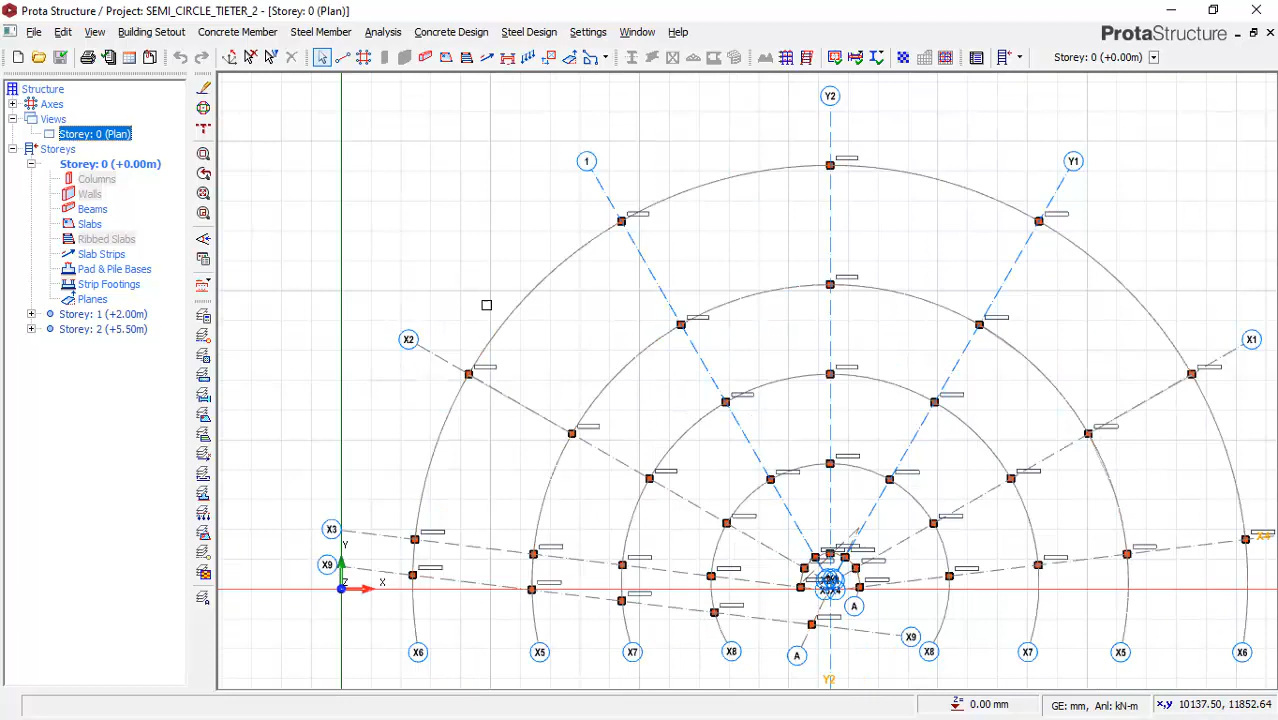 Prota Structure / Project: SEMI_CIRCLE_TIETER_2 - [Storey: 0 (Plan)]
File Edit View Building Setout Concrete Member Steel Member Analysis Concrete Design Steel Design Settings Window Help
ProtaStructure®
Storey: 0 (+0.00m)
Structure
Axes
Views
Storey: 0 (Plan)
Storeys
Storey: 0 (+0.00m)
Columns
Walls
Beams
Slabs
Ribbed Slabs
Slab Strips
Pad & Pile Bases
Strip Footings
Planes
Storey: 1 (+2.00m)
Storey: 2 (+5.50m)
Y2
1 Y1
X2 X1
X3
Y
X4
X9
Z X
A
X9
X6 X5 X7 X8 A X8 X7 X5 X6
Y2
Z= 0.00 mm GE: mm, Anl: kN-m x,y 10137.50, 11852.64